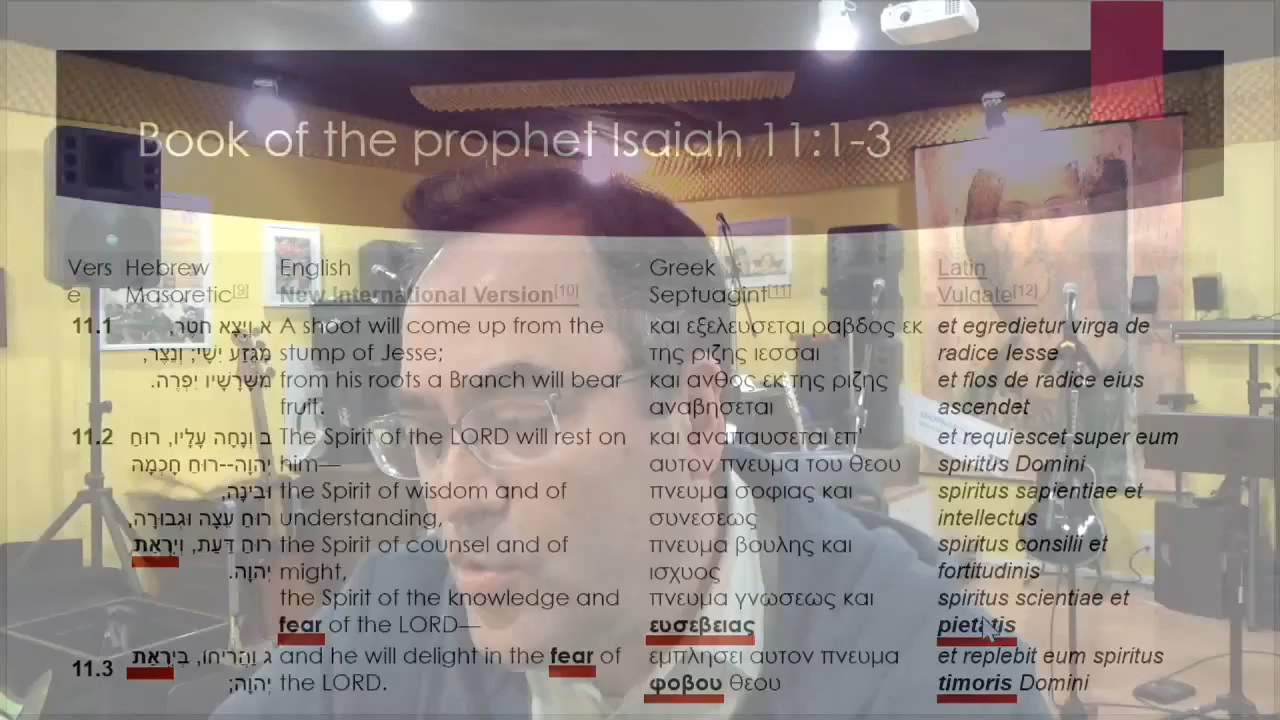 Book of the prophet Isaiah 11:1-3
Vers
e
Hebrew
Masoretic[9]
English
New International Version[10]
Greek
Septuagint[11]
Latin
Vulgate[12]
11.1
א וְיָצָא חֹטֶר,
מִגֵּזַע יִשָׁי; וְנֵצֶר,
מִשָּׁרָשָׁיו יִפְרֶה.
A shoot will come up from the
stump of Jesse;
from his roots a Branch will bear
fruit.
και εξελευσεται ραβδος εκ
της ριζης ιεσσαι
και ανθος εκ της ριζης
αναβησεται
et egredietur virga de
radice Iesse
et flos de radice eius
ascendet
11.2
ב וְנָחָה עָלָיו, רוּחַ
יְהוָה--רוּחַ חָכְמָה
וּבִינָה,
רוּחַ עֵצָה וּגְבוּרָה,
רוּחַ דַּעַת, וְיִרְאַת
יְהוָה.
The Spirit of the LORD will rest on
him—
the Spirit of wisdom and of
understanding,
the Spirit of counsel and of
might,
the Spirit of the knowledge and
fear of the LORD—
και αναπαυσεται επ'
αυτον πνευμα του θεου
πνευμα σοφιας και
συνεσεως
πνευμα βουλης και
ισχυος
πνευμα γνωσεως και
ευσεβειας
et requiescet super eum
spiritus Domini
spiritus sapientiae et
intellectus
spiritus consilii et
fortitudinis
spiritus scientiae et
pietatis
11.3
ג וַהֲרִיחוֹ, בְּיִרְאַת
יְהוָה;
and he will delight in the fear of
the LORD.
εμπλησει αυτον πνευμα
φοβου θεου
et replebit eum spiritus
timoris Domini